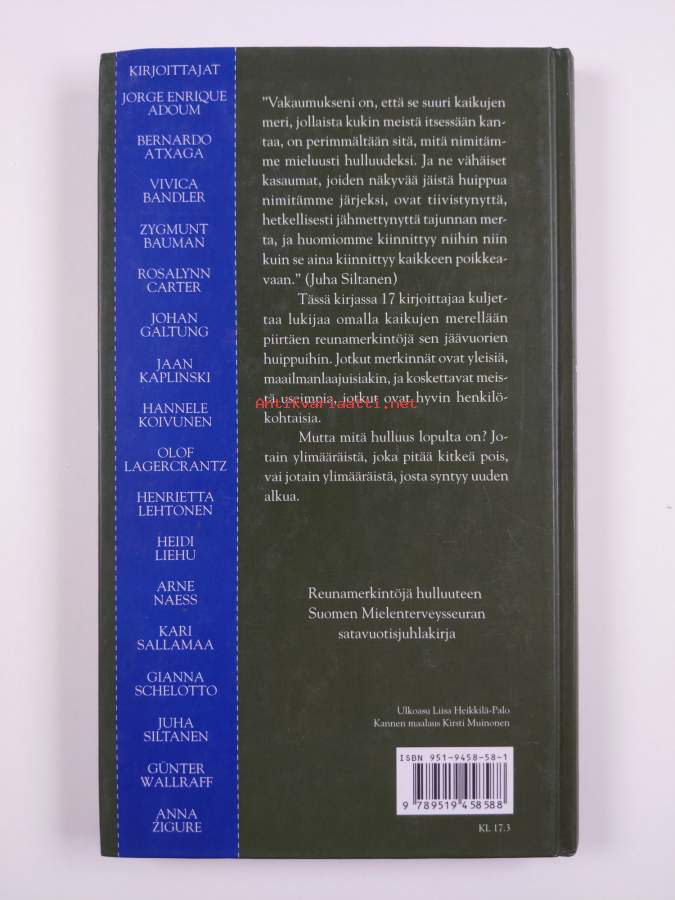 KIRJOITTAJAT
JORGE ENRIQUE
ADOUM
BERNARDO
ATXAGA
VIVICA
BANDLER
ZYGMUNT
BAUMAN
ROSALYNN
CARTER
JOHAN
GALTUNG
JAAN
KAPLINSKI
HANNELE
KOIVUNEN
OLOF
LAGERCRANTZ
HENRIETTA
LEHTONEN
HEIDI
LIEHU
ARNE
NAESS
KARI
SALLAMAA
GIANNA
SCHELOTTO
JUHA
SILTANEN
GÜNTER
WALLRAFF
ANNA
ŽIGURE
"Vakaumukseni on, että se suuri kaikujen
meri, jollaista kukin meistä itsessään kan-
taa, on perimmältään sitä, mitä nimitäm-
me mieluusti hulluudeksi. Ja ne vähäiset
kasaumat, joiden näkyvää jäistä huippua
nimitämme järjeksi, ovat tiivistynyttä,
hetkellisesti jähmettynyttä tajunnan mer-
ta, ja huomiomme kiinnittyy niihin niin
kuin se aina kiinnittyy kaikkeen poikkea-
vaan." (Juha Siltanen)
Tässä kirjassa 17 kirjoittajaa kuljet-
taa lukijaa omalla kaikujen merellään
piirtäen reunamerkintöjä sen jäävuorien
huippuihin. Jotkut merkinnät ovat yleisiä,
maailmanlaajuisiakin, ja koskettavat meis-
tä useimpia, jotkut ovat hyvin henkilö-
kohtaisia.
Antikvariaatti.net
Mutta mitä hulluus lopulta on? Jo-
tain ylimääräistä, joka pitää kitkeä pois,
vai jotain ylimääräistä, josta syntyy uuden
alkua.
Reunamerkintöjä hulluuteen
Suomen Mielenterveysseuran
satavuotisjuhlakirja
Ulkoasu Liisa Heikkilä-Palo
Kannen maalaus Kirsti Muinonen
ISBN 951-9458-58-1
9 789519 458588
KL 17.3